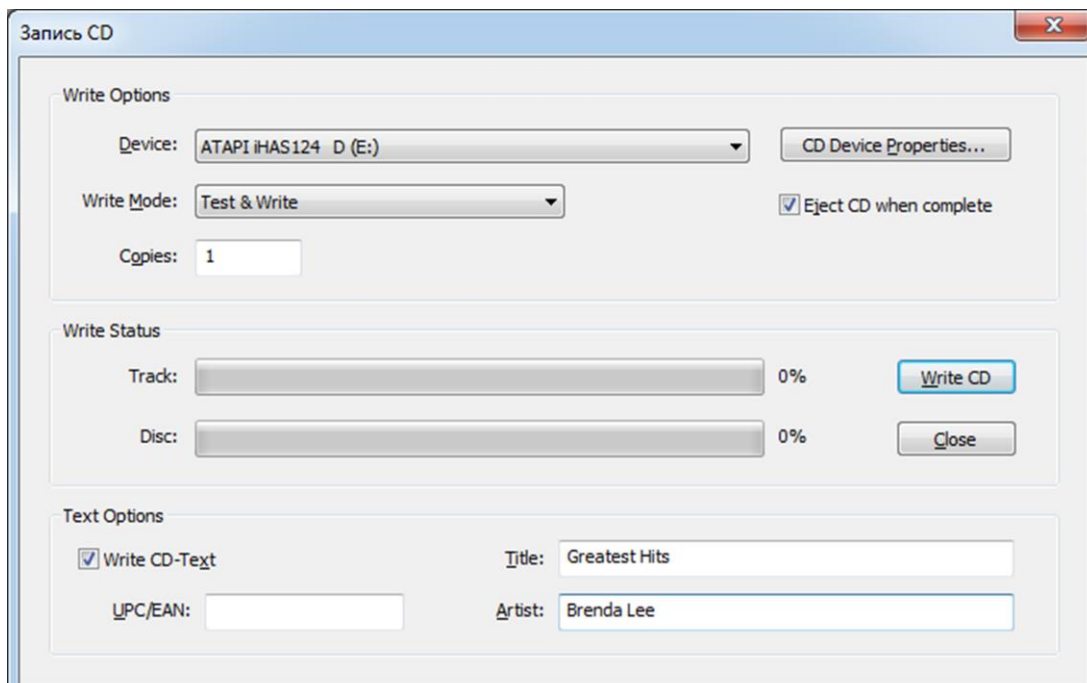 Запись CD
Write Options
Device: ATAPI iHAS124 D (E:) CD Device Properties...
Write Mode: Test & Write Eject CD when complete
Copies: 1
Write Status
Track: 0% Write CD
Disc: 0% Close
Text Options
Write CD-Text Title: Greatest Hits
UPC/EAN: Artist: Brenda Lee